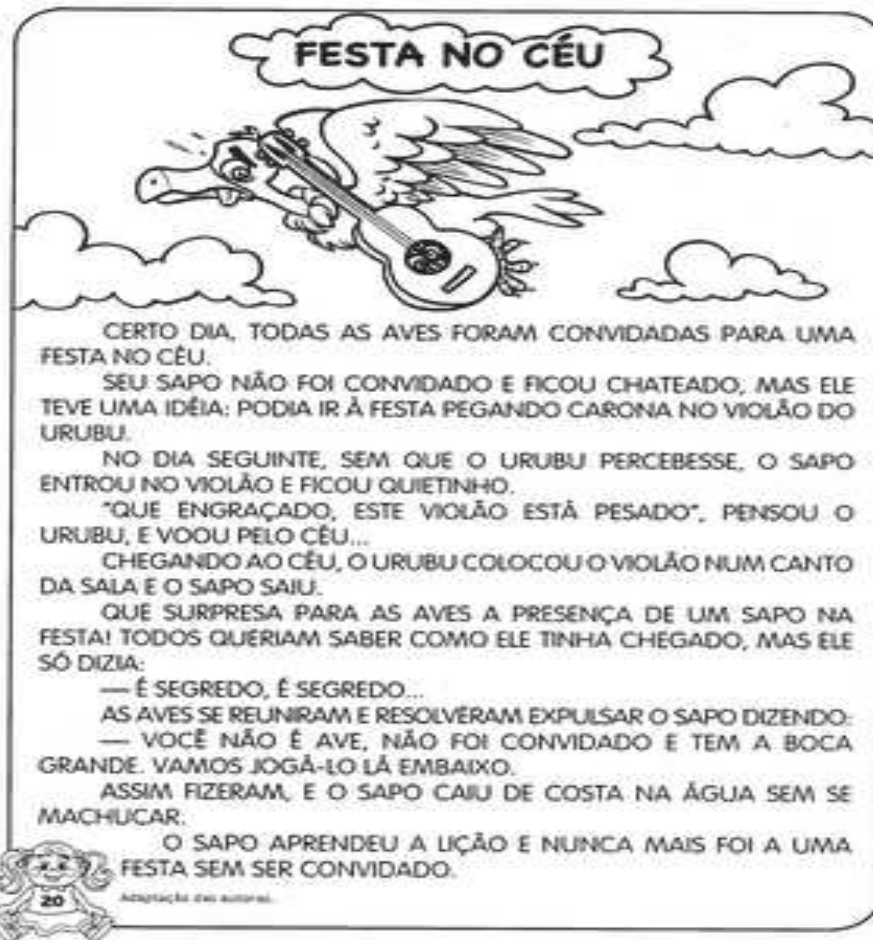 FESTA NO CÉU
CERTO DIA, TODAS AS AVES FORAM CONVIDADAS PARA UMA
FESTA NO CÉU.
SEU SAPO NÃO FOI CONVIDADO E FICOU CHATEADO, MAS ELE
TEVE UMA IDÉIA: PODIA IR À FESTA PEGANDO CARONA NO VIOLÃO DO
URUBU.
NO DIA SEGUINTE, SEM QUE O URUBU PERCEBESSE, O SAPO
ENTROU NO VIOLÃO E FICOU QUIETINHO.
"QUE ENGRAÇADO, ESTE VIOLÃO ESTÁ PESADO", PENSOU O
URUBU, E VOOU PELO CÉU...
CHEGANDO AO CÉU, O URUBU COLOCOU O VIOLÃO NUM CANTO
DA SALA E O SAPO SAIU.
QUE SURPRESA PARA AS AVES A PRESENÇA DE UM SAPO NA
FESTA! TODOS QUERIAM SABER COMO ELE TINHA CHEGADO, MAS ELE
SÓ DIZIA:
— É SEGREDO, É SEGREDO...
AS AVES SE REUNIRAM E RESOLVERAM EXPULSAR O SAPO DIZENDO:
— VOCÊ NÃO É AVE, NÃO FOI CONVIDADO E TEM A BOCA
GRANDE. VAMOS JOGÁ-LO LÁ EMBAIXO.
ASSIM FIZERAM, E O SAPO CAIU DE COSTA NA ÁGUA SEM SE
MACHUCAR.
O SAPO APRENDEU A LIÇÃO E NUNCA MAIS FOI A UMA
FESTA SEM SER CONVIDADO.
20
Adaptação das autoras.